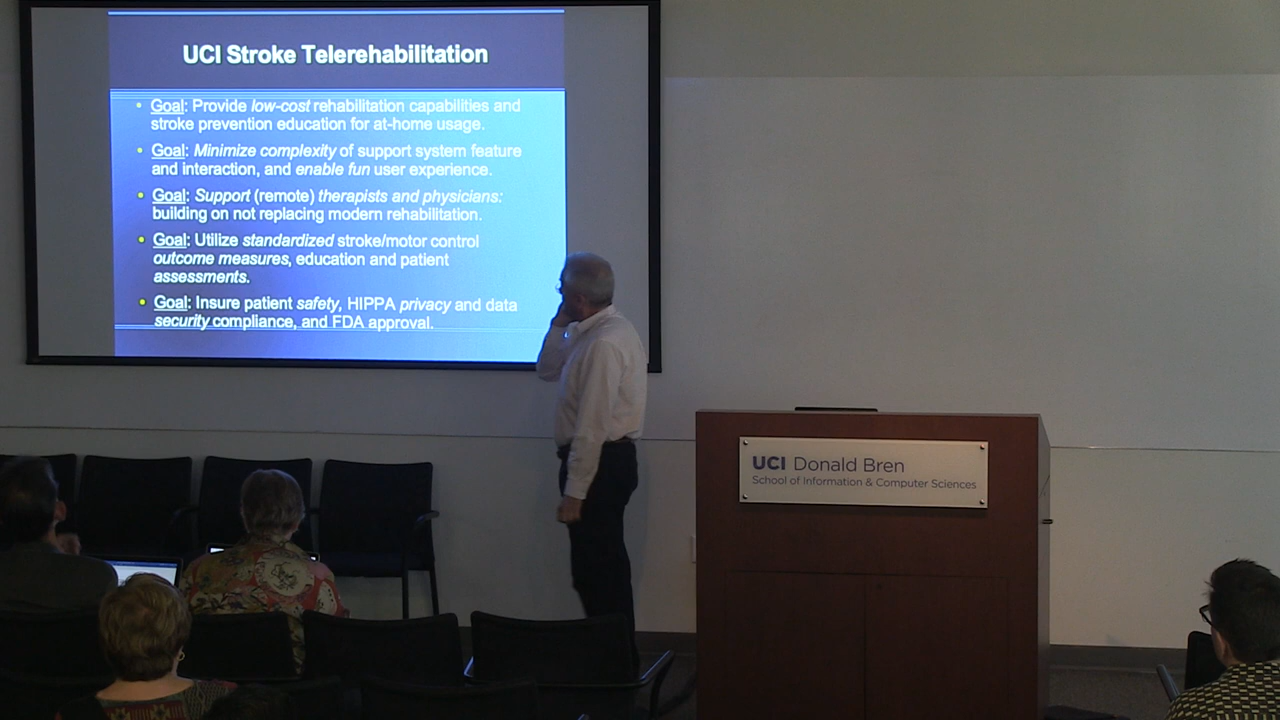 UCI Stroke Telerehabilitation
• Goal: Provide low-cost rehabilitation capabilities and
stroke prevention education for at-home usage.
• Goal: Minimize complexity of support system feature
and interaction, and enable fun user experience.
• Goal: Support (remote) therapists and physicians:
building on not replacing modern rehabilitation.
• Goal: Utilize standardized stroke/motor control
outcome measures, education and patient
assessments.
• Goal: Insure patient safety, HIPPA privacy and data
security compliance, and FDA approval.
UCI Donald Bren
School of Information & Computer Sciences